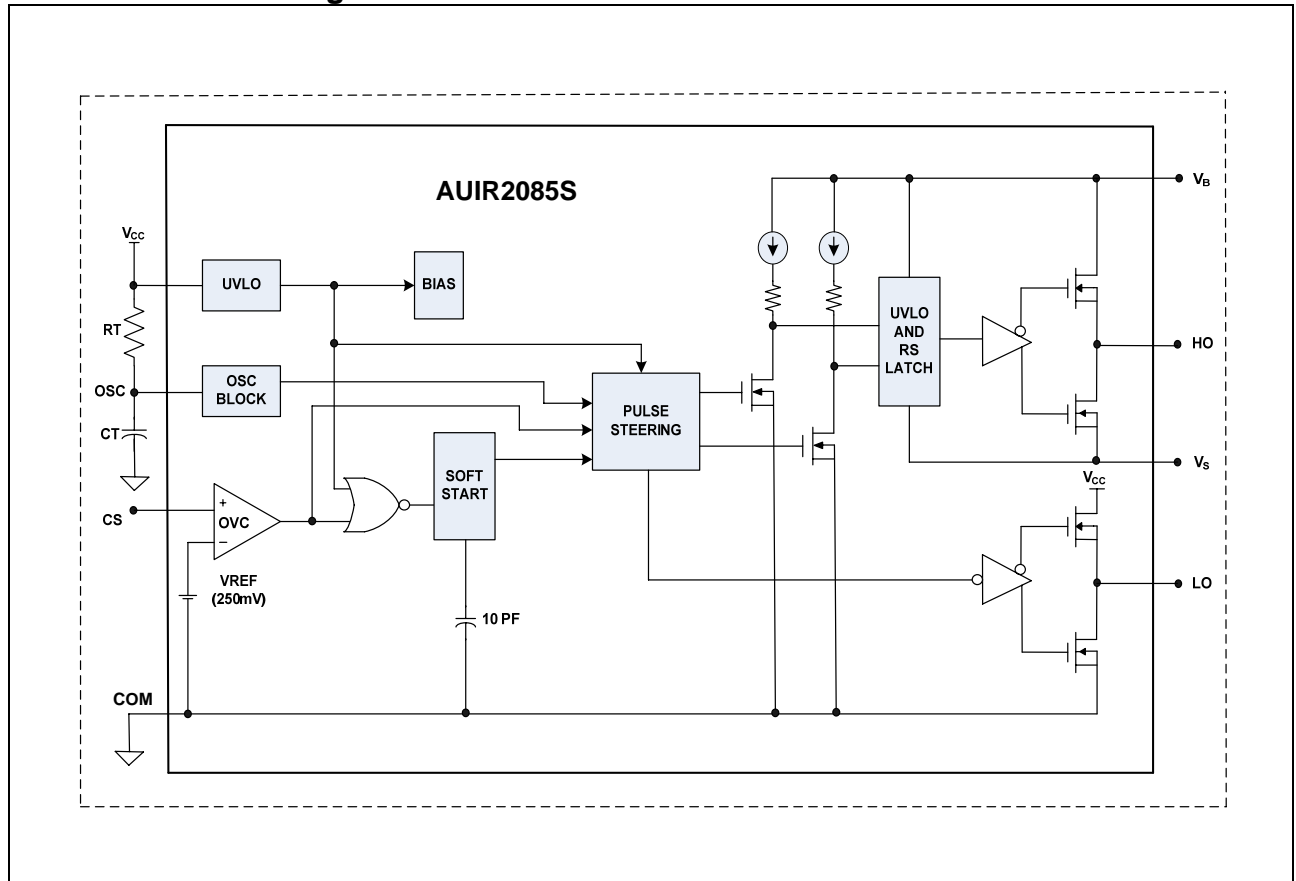 AUIR2085S
VB
VCC
UVLO
BIAS
RT
UVLO
AND
RS
LATCH
HO
OSC
OSC
BLOCK
PULSE
STEERING
CT
SOFT
START
VS
VCC
CS
+
OVC
−
VREF
(250mV)
LO
10 PF
COM